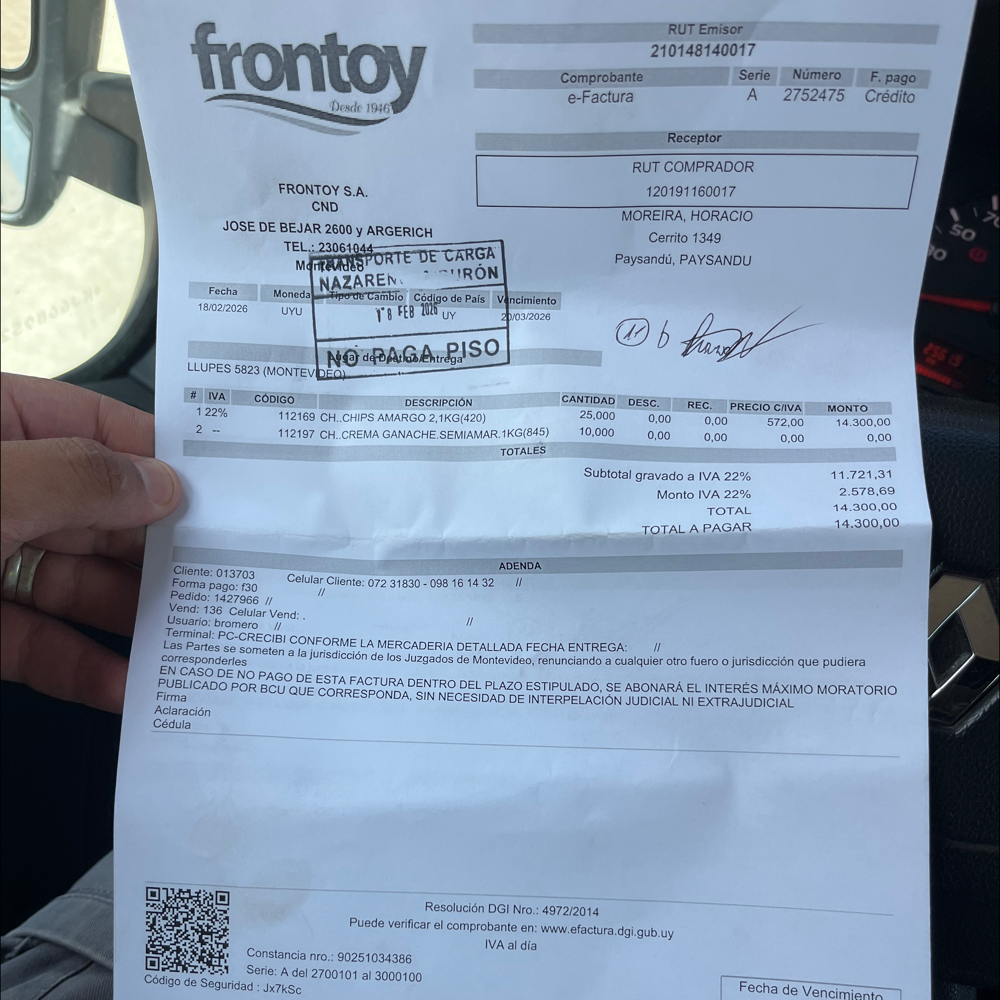 frontoy
Desde 1946
RUT Emisor
210148140017
Comprobante Serie Número F. pago
e-Factura A 2752475 Crédito
Receptor
RUT COMPRADOR
120191160017
MOREIRA, HORACIO
Cerrito 1349
Paysandú, PAYSANDU
FRONTOY S.A.
CND
JOSE DE BEJAR 2600 y ARGERICH
TEL.: 23061044
Montevideo
TRANSPORTE DE CARGA
NAZARENO
18 FEB 2026
NO PAGA PISO
Fecha Moneda Tipo de Cambio Código de País Vencimiento
18/02/2026 UYU UY 20/03/2026
Lugar de Destino/Entrega
LLUPES 5823 (MONTEVIDEO)
11 b
# IVA CÓDIGO DESCRIPCIÓN CANTIDAD DESC. REC. PRECIO C/IVA MONTO
1 22% 112169 CH..CHIPS AMARGO 2,1KG(420) 25,000 0,00 0,00 572,00 14.300,00
2 -- 112197 CH..CREMA GANACHE.SEMIAMAR.1KG(845) 10,000 0,00 0,00 0,00 0,00
TOTALES
Subtotal gravado a IVA 22% 11.721,31
Monto IVA 22% 2.578,69
TOTAL 14.300,00
TOTAL A PAGAR 14.300,00
ADENDA
Cliente: 013703 Celular Cliente: 072 31830 - 098 16 14 32 //
Forma pago: f30 //
Pedido: 1427966 //
Vend: 136 Celular Vend: . //
Usuario: bromero //
Terminal: PC-CRECIBI CONFORME LA MERCADERIA DETALLADA FECHA ENTREGA: //
Las Partes se someten a la jurisdicción de los Juzgados de Montevideo, renunciando a cualquier otro fuero o jurisdicción que pudiera
corresponderles
EN CASO DE NO PAGO DE ESTA FACTURA DENTRO DEL PLAZO ESTIPULADO, SE ABONARÁ EL INTERÉS MÁXIMO MORATORIO
PUBLICADO POR BCU QUE CORRESPONDA, SIN NECESIDAD DE INTERPELACIÓN JUDICIAL NI EXTRAJUDICIAL
Firma
Aclaración
Cédula
Resolución DGI Nro.: 4972/2014
Puede verificar el comprobante en: www.efactura.dgi.gub.uy
IVA al día
Constancia nro.: 90251034386
Serie: A del 2700101 al 3000100
Código de Seguridad : Jx7kSc
Fecha de Vencimiento
50